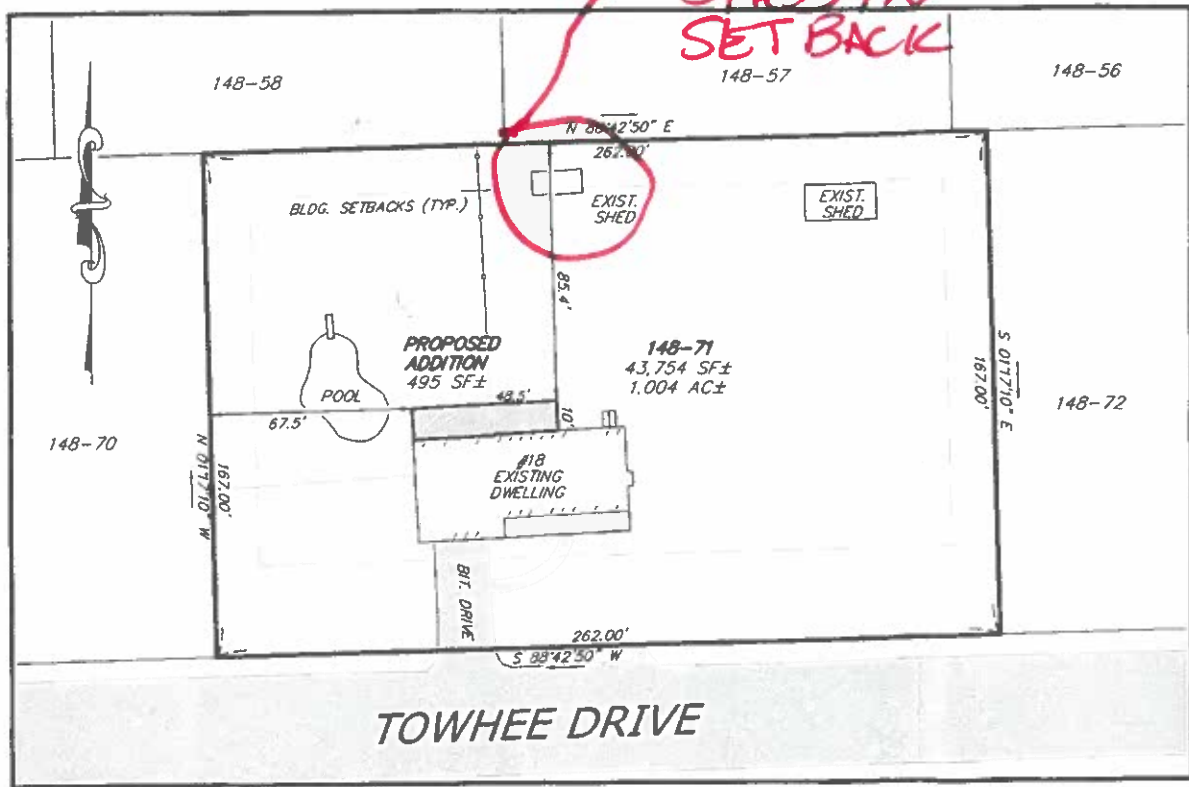 SET BACK
148-58
148-57
148-56
N 88°42'50" E
262.00'
BLDG. SETBACKS (TYP.)
EXIST.
SHED
EXIST.
SHED
85.4'
PROPOSED
ADDITION
495 SF±
148-71
43,754 SF±
1.004 AC±
S 01°17'10" E
167.00'
POOL
48.5'
10'
67.5'
148-70
148-72
N 01°17'10" W
167.00'
#18
EXISTING
DWELLING
BIT. DRIVE
262.00'
S 88°42'50" W
TOWHEE DRIVE